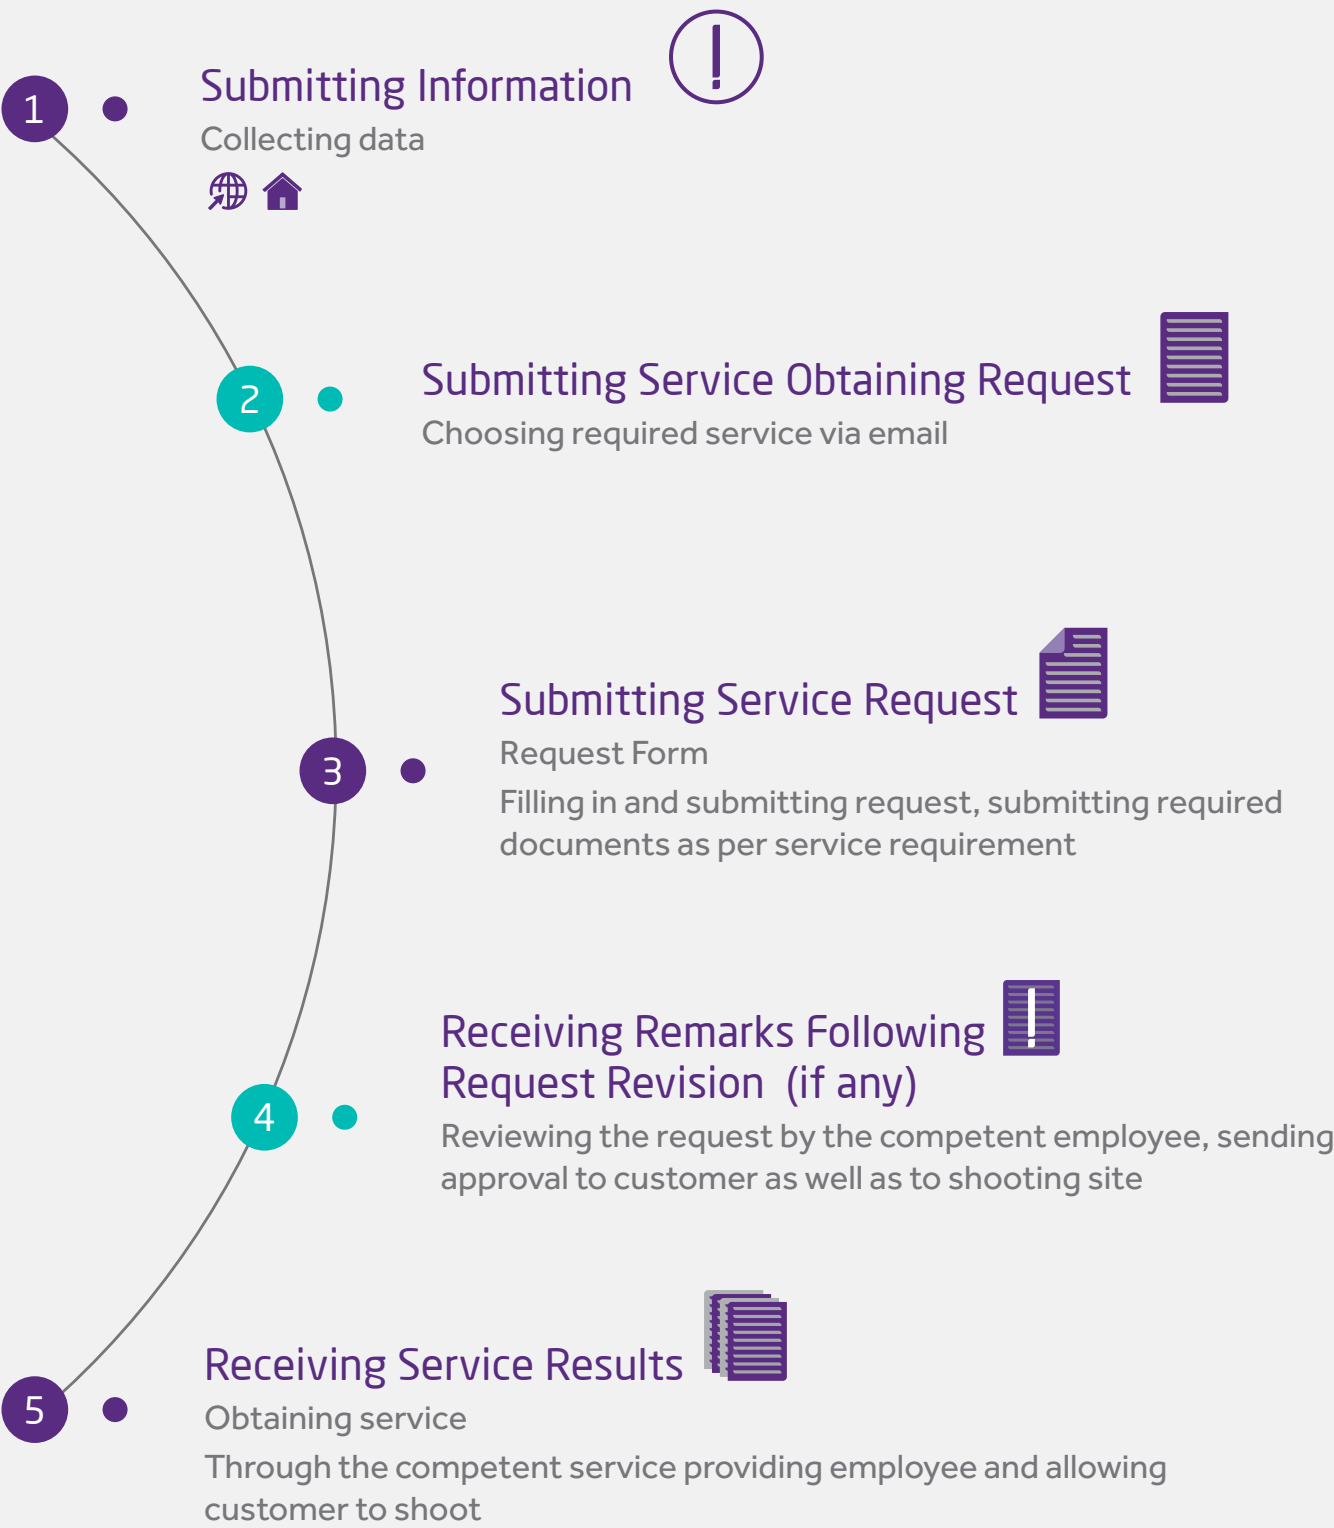 1
Submitting Information
Collecting data
2
Submitting Service Obtaining Request
Choosing required service via email
3
Submitting Service Request
Request Form
Filling in and submitting request, submitting required
documents as per service requirement
4
Receiving Remarks Following
Request Revision (if any)
Reviewing the request by the competent employee, sending
approval to customer as well as to shooting site
5
Receiving Service Results
Obtaining service
Through the competent service providing employee and allowing
customer to shoot